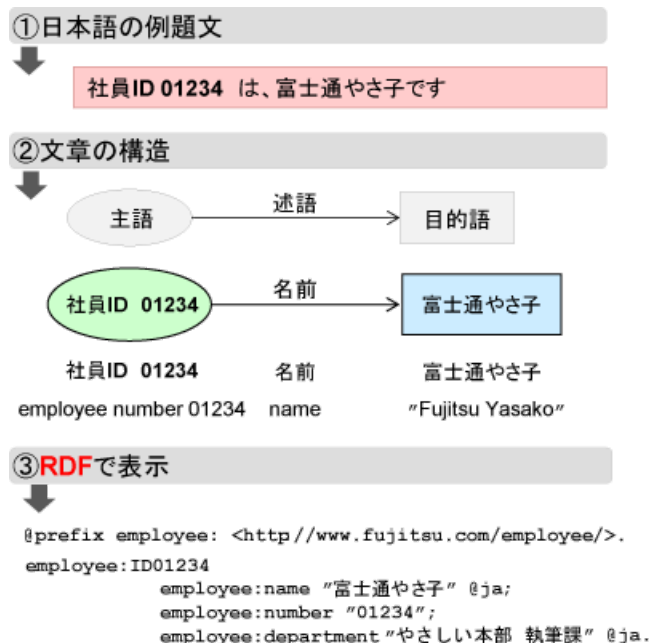 ①日本語の例題文
社員ID 01234 は、富士通やさ子です
②文章の構造
主語 述語 目的語
社員ID 01234 名前 富士通やさ子
社員ID 01234 名前 富士通やさ子
employee number 01234 name "Fujitsu Yasako"
③RDFで表示
@prefix employee: <http//www.fujitsu.com/employee/>.
employee:ID01234
employee:name "富士通やさ子" @ja;
employee:number "01234";
employee:department "やさしい本部 執筆課" @ja.